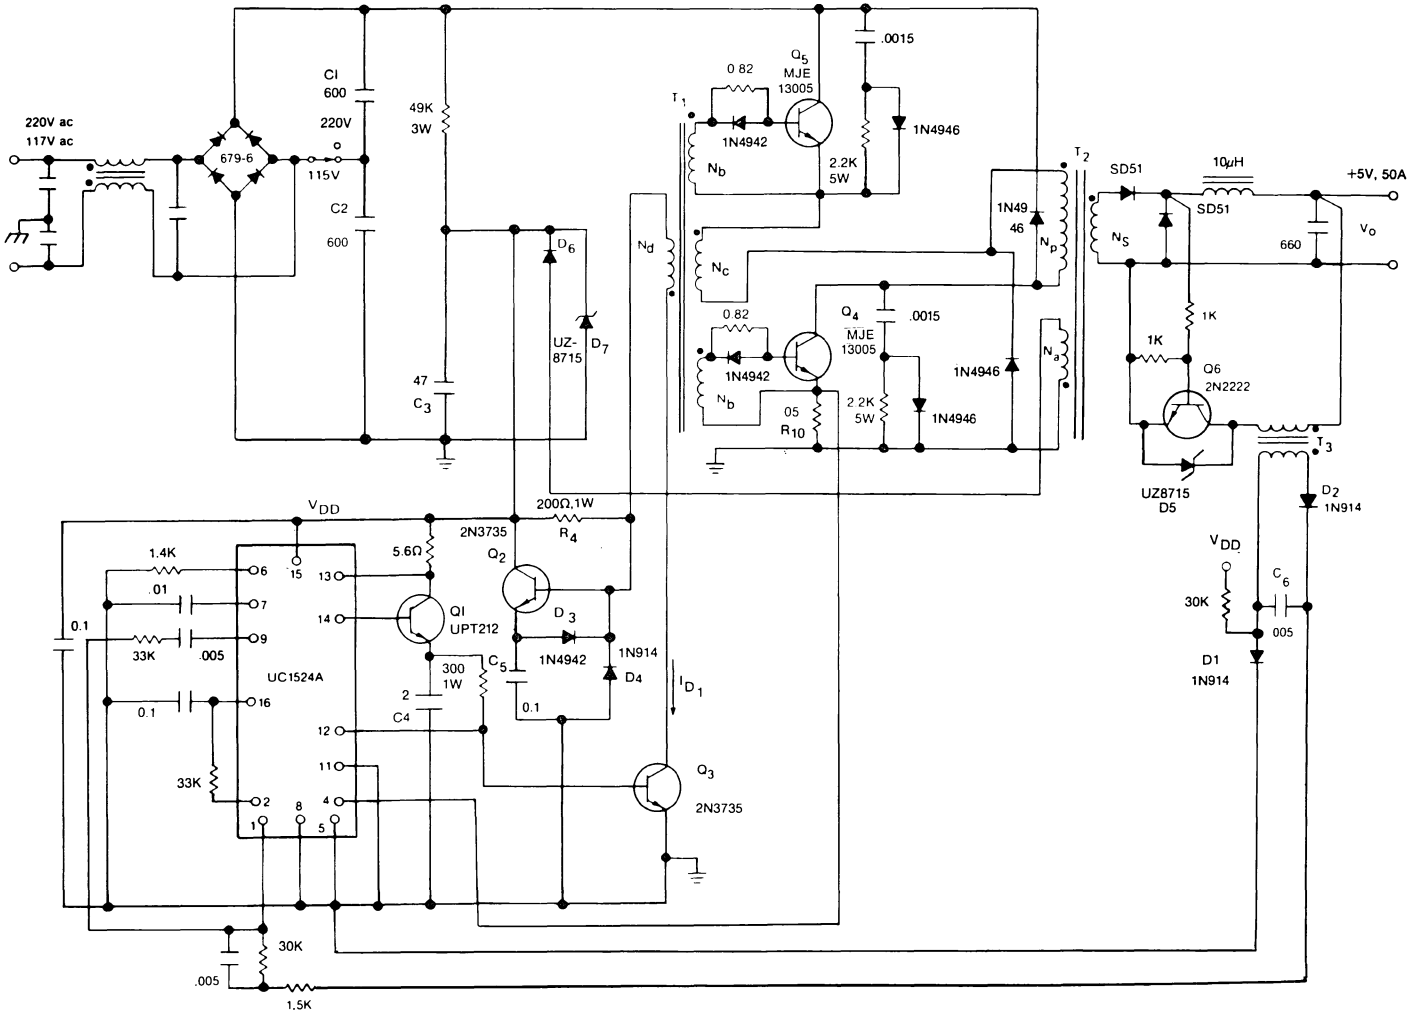 220V ac
117V ac
679-6
C1
600
220V
115V
C2
600
49K
3W
47
C3
D6
UZ-
8715
D7
T1
0 82
1N4942
Nb
Q5
MJE
13005
.0015
1N4946
2.2K
5W
Nd
Nc
0.82
1N4942
Nb
Q4
MJE
13005
.0015
05
R10
2 2K
5W
1N4946
1N49
46
Np
T2
1N4946
Na
NS
SD51
SD51
10μH
+5V, 50A
Vo
660
1K
1K
Q6
2N2222
UZ8715
D5
T3
D2
1N914
VDD
30K
C6
005
D1
1N914
VDD
0.1
1.4K
.01
33K
.005
0.1
33K
6
7
9
16
2
1
15
13
14
12
11
4
8
5
UC1524A
5.6Ω
Q1
UPT212
300
1W
2
C4
2N3735
Q2
200Ω,1W
R4
D3
1N4942
C5
0.1
1N914
D4
ID1
Q3
2N3735
30K
.005
1.5K